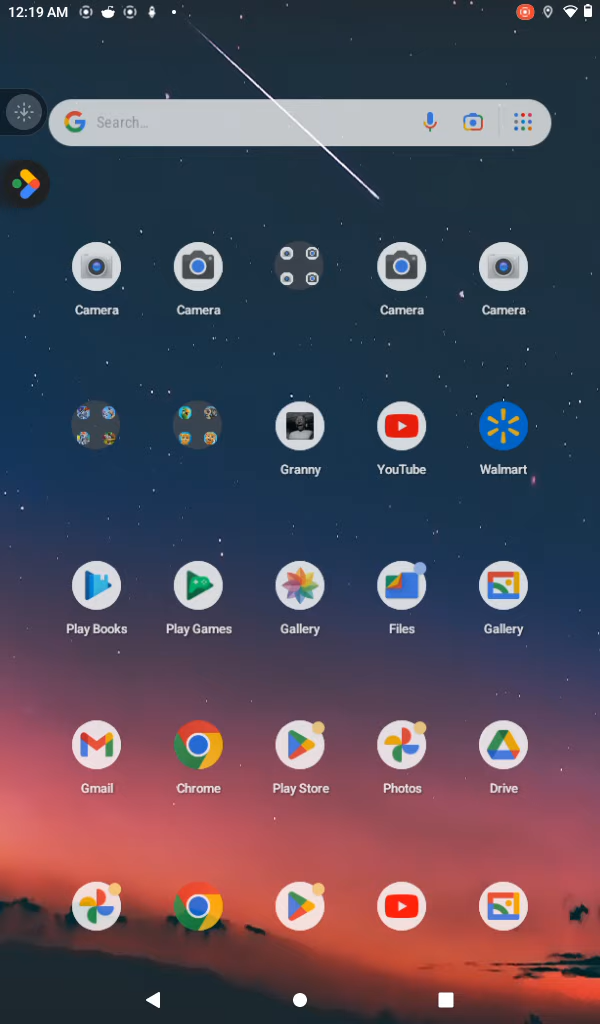 12:19 AM
Search...
Camera
Camera
Camera
Camera
Granny
YouTube
Walmart
Play Books
Play Games
Gallery
Files
Gallery
Gmail
Chrome
Play Store
Photos
Drive